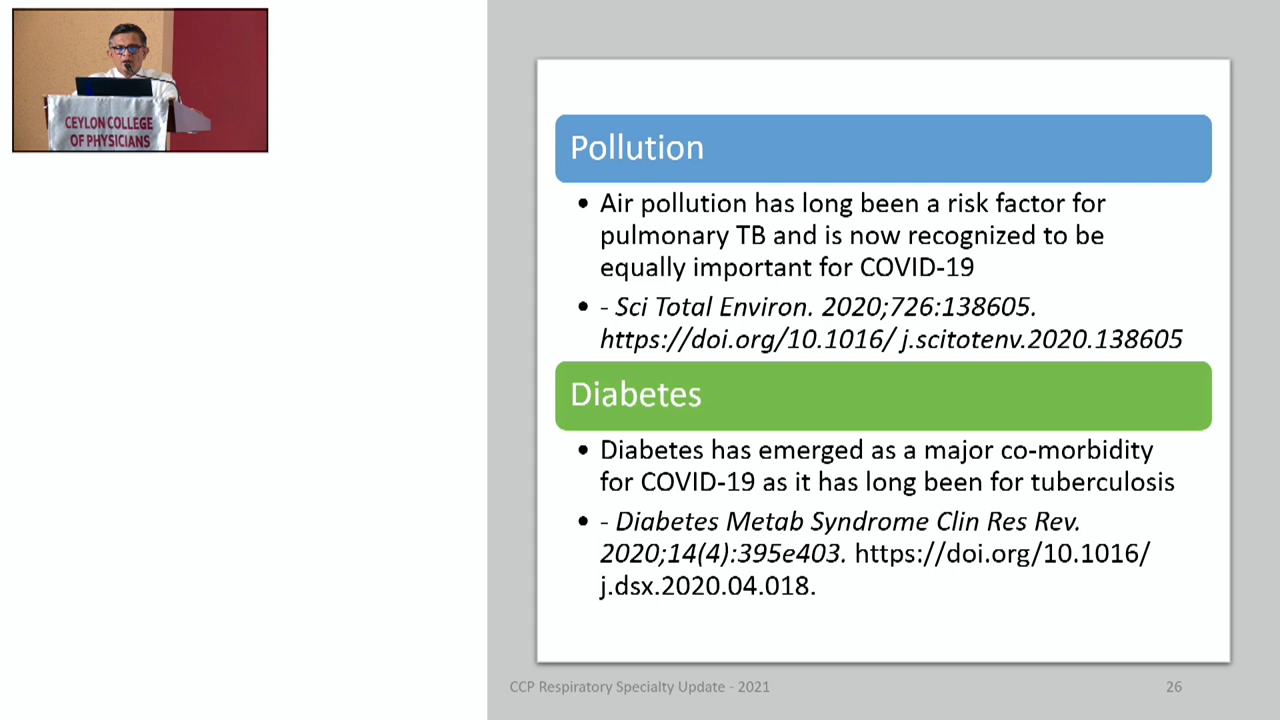 CEYLON COLLEGE
OF PHYSICIANS
Pollution
• Air pollution has long been a risk factor for
pulmonary TB and is now recognized to be
equally important for COVID-19
• - Sci Total Environ. 2020;726:138605.
https://doi.org/10.1016/ j.scitotenv.2020.138605
Diabetes
• Diabetes has emerged as a major co-morbidity
for COVID-19 as it has long been for tuberculosis
• - Diabetes Metab Syndrome Clin Res Rev.
2020;14(4):395e403. https://doi.org/10.1016/
j.dsx.2020.04.018.
CCP Respiratory Specialty Update - 2021
26